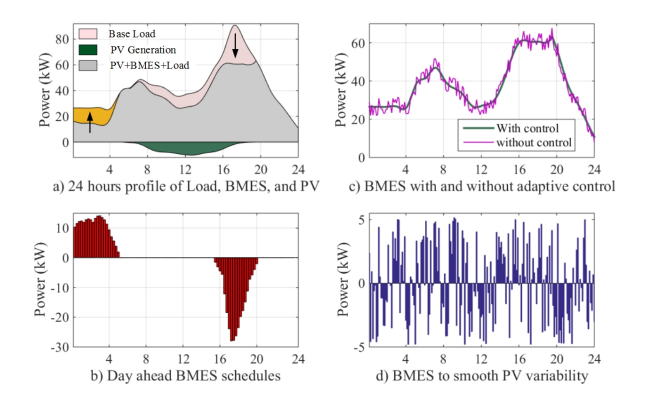 Base Load
PV Generation
PV+BMES+Load
Power (kW)
80
60
40
20
0
4 8 12 16 20 24
a) 24 hours profile of Load, BMES, and PV
Power (kW)
80
60
40
20
0
With control
without control
4 8 12 16 20 24
c) BMES with and without adaptive control
Power (kW)
10
0
-10
-20
-30
4 8 12 16 20 24
b) Day ahead BMES schedules
Power (kW)
5
0
-5
4 8 12 16 20 24
d) BMES to smooth PV variability